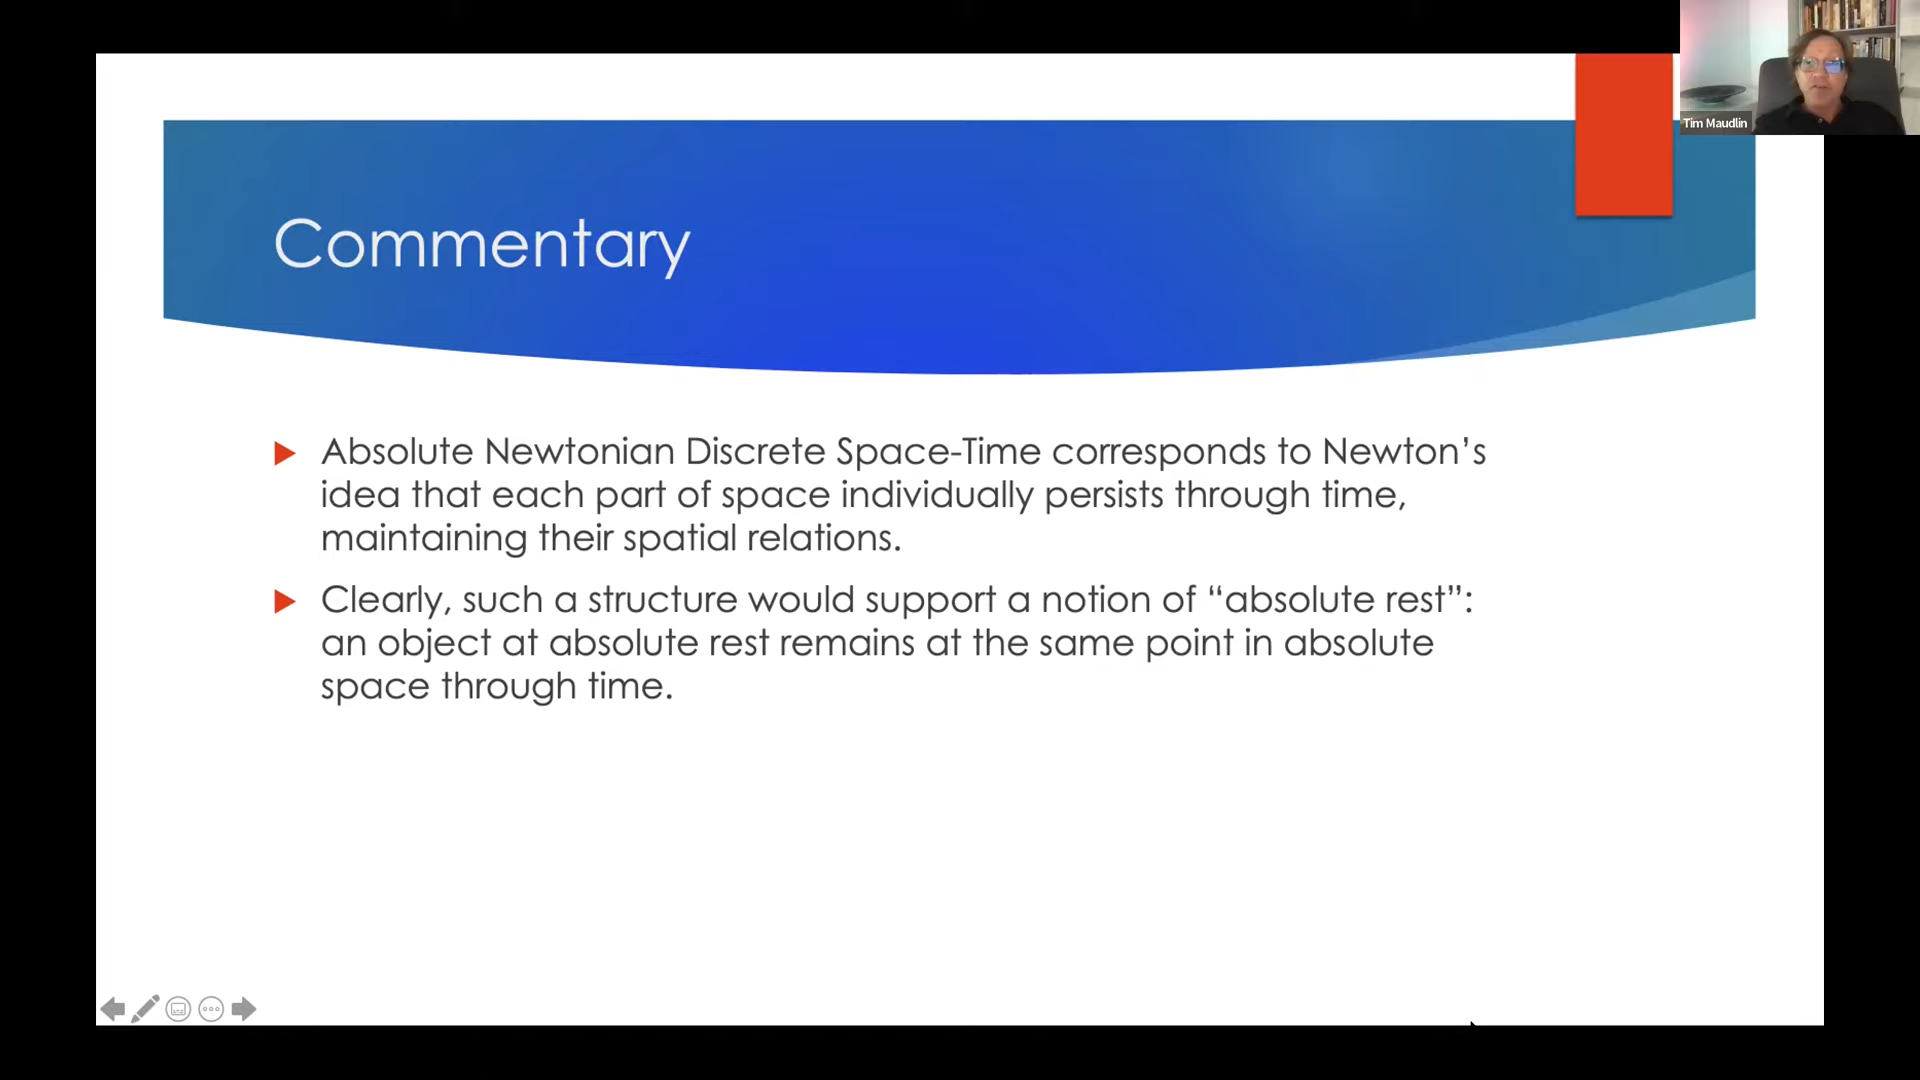 Tim Maudlin
Commentary
Absolute Newtonian Discrete Space-Time corresponds to Newton’s
idea that each part of space individually persists through time,
maintaining their spatial relations.
Clearly, such a structure would support a notion of “absolute rest”:
an object at absolute rest remains at the same point in absolute
space through time.